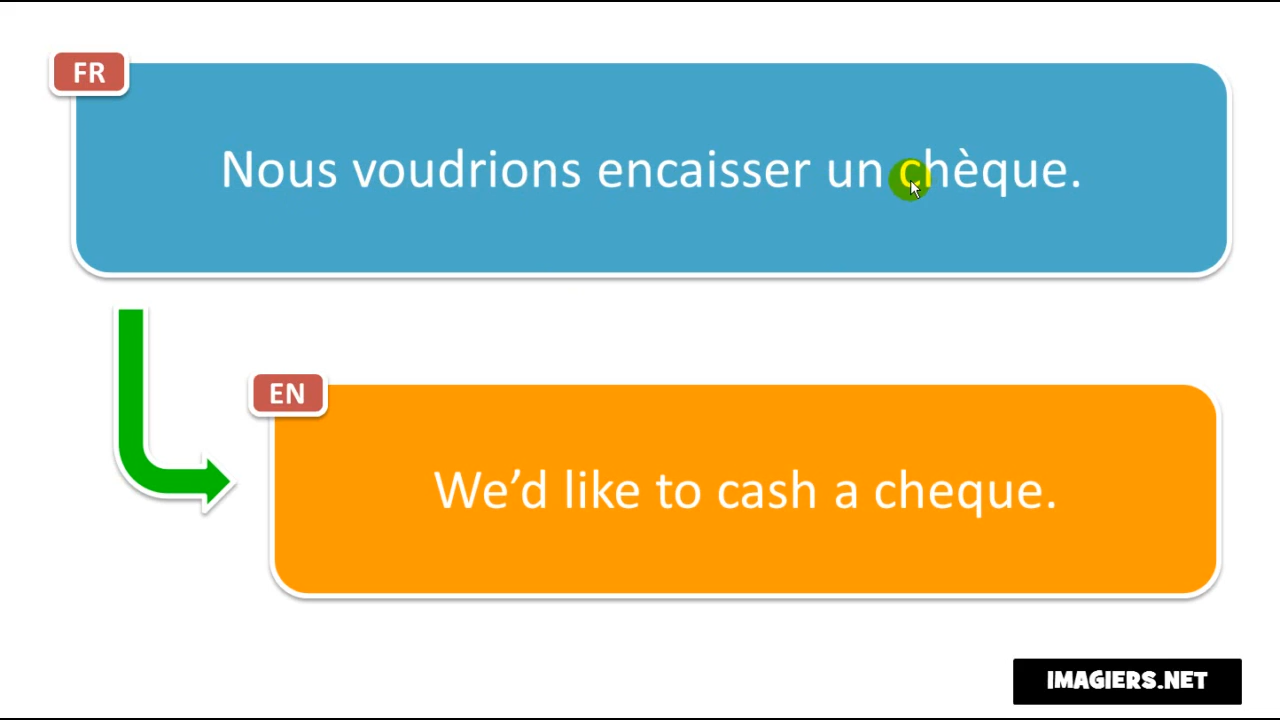 FR
Nous voudrions encaisser un chèque.
EN
We’d like to cash a cheque.
IMAGIERS.NET